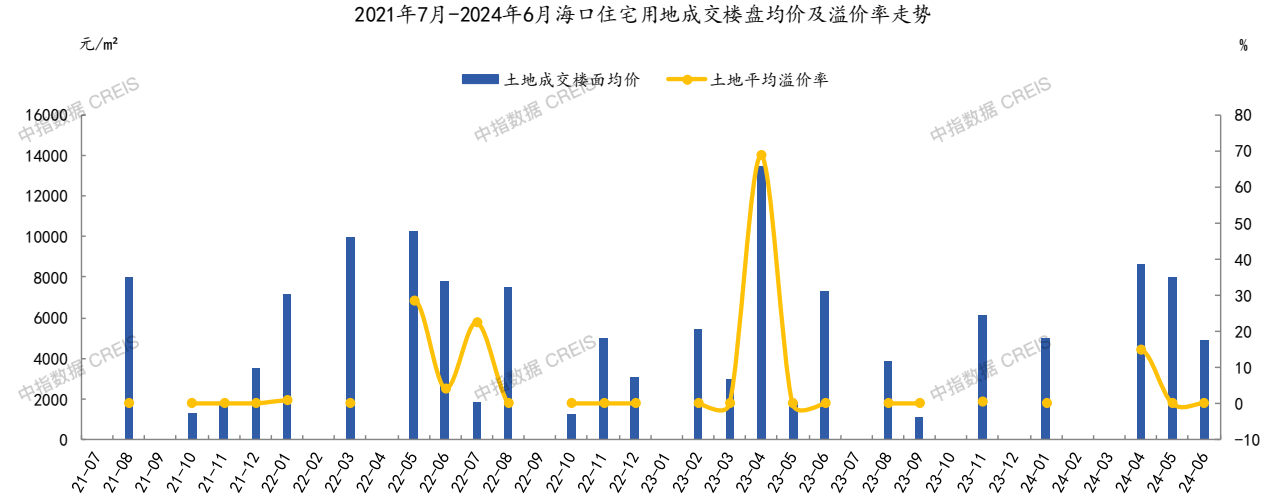 2021年7月-2024年6月海口住宅用地成交楼盘均价及溢价率走势
元/m²
%
土地成交楼面均价 土地平均溢价率
中指数据 CREIS 中指数据 CREIS 中指数据 CREIS
16000 80
14000 70
12000 60
10000 50
8000 40
6000 30
4000 20
2000 10
0 0
-10
中指数据 CREIS 中指数据 CREIS 中指数据 CREIS
21-07 21-08 21-09 21-10 21-11 21-12 22-01 22-02 22-03 22-04 22-05 22-06 22-07 22-08 22-09 22-10 22-11 22-12 23-01 23-02 23-03 23-04 23-05 23-06 23-07 23-08 23-09 23-10 23-11 23-12 24-01 24-02 24-03 24-04 24-05 24-06